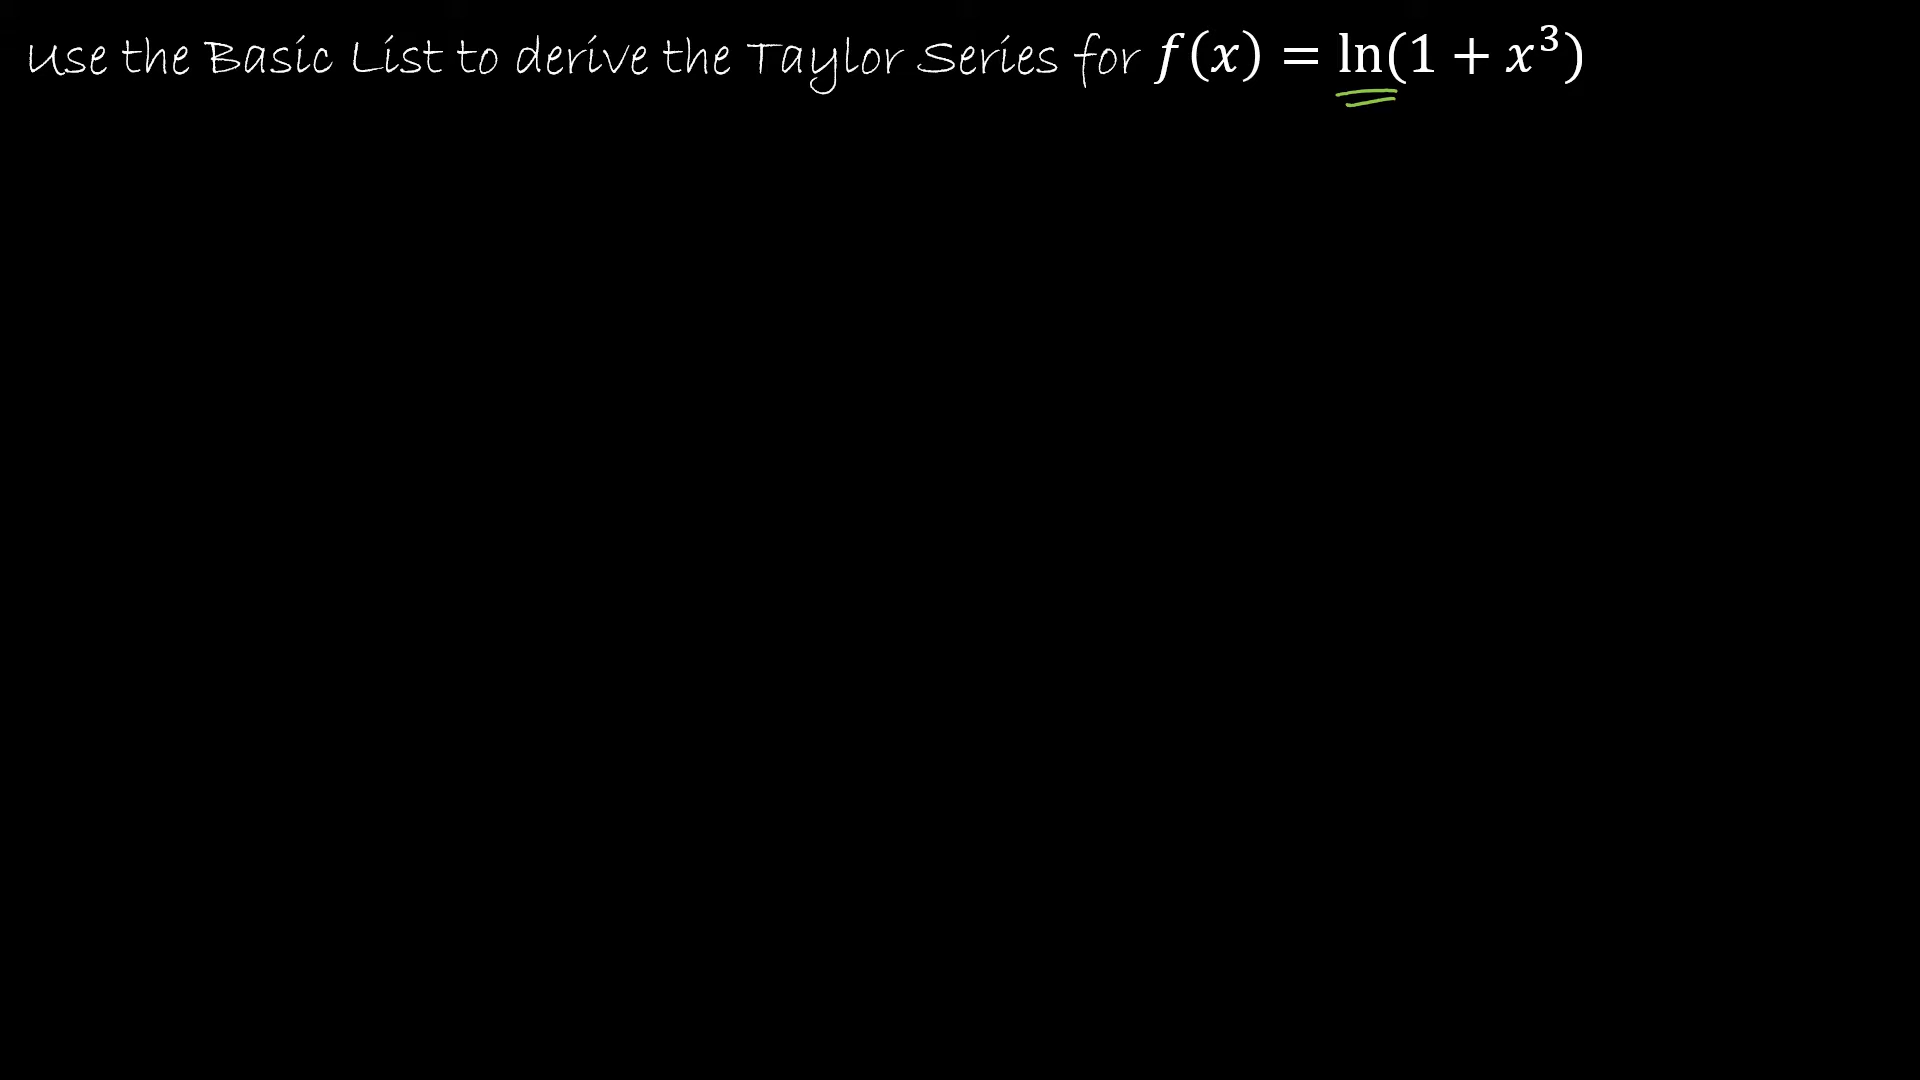 Use the Basic List to derive the Taylor Series for f(x) = ln(1 + x³)